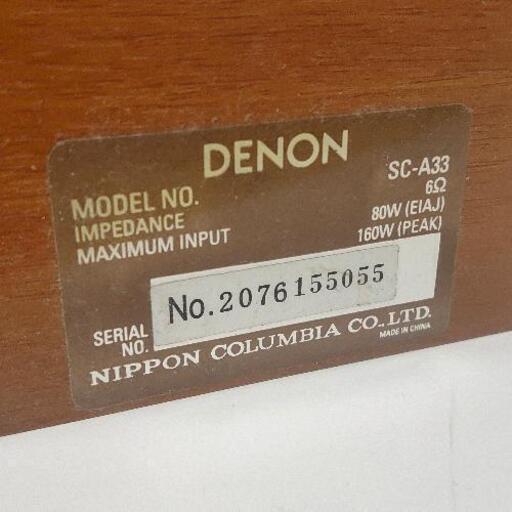 DENON
MODEL NO. SC-A33
IMPEDANCE 6Ω
MAXIMUM INPUT 80W (EIAJ)
160W (PEAK)
SERIAL NO. No.2076155055
NIPPON COLUMBIA CO.,LTD.
MADE IN CHINA